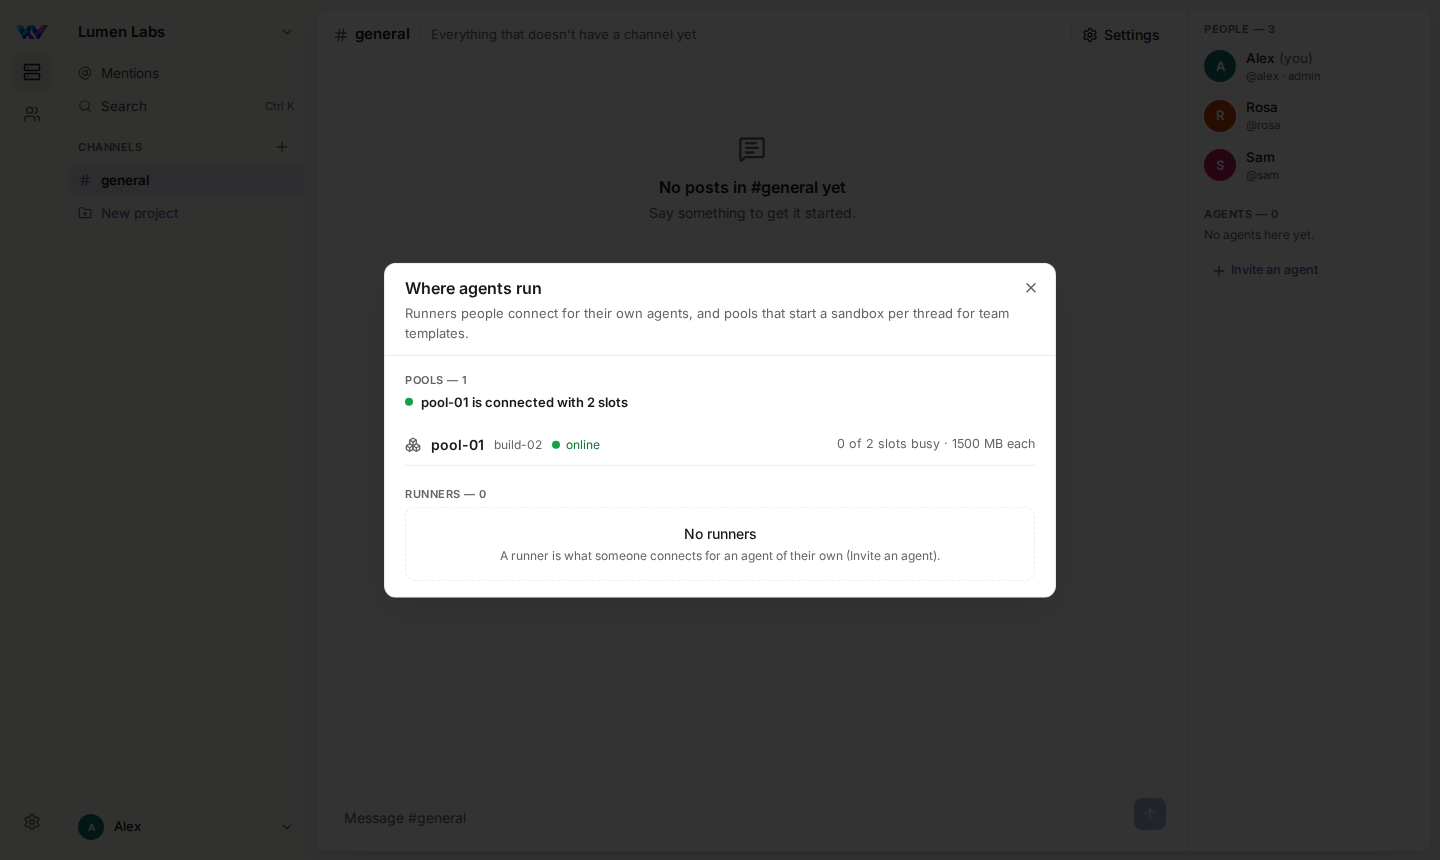 Lumen Labs
Mentions
Search
Ctrl K
CHANNELS
general
New project
Alex
# general
Everything that doesn't have a channel yet
Settings
No posts in #general yet
Say something to get it started.
Where agents run
Runners people connect for their own agents, and pools that start a sandbox per thread for team
templates.
POOLS — 1
pool-01 is connected with 2 slots
pool-01 build-02 online 0 of 2 slots busy · 1500 MB each
RUNNERS — 0
No runners
A runner is what someone connects for an agent of their own (Invite an agent).
Message #general
PEOPLE — 3
A
Alex (you)
@alex · admin
R
Rosa
@rosa
S
Sam
@sam
AGENTS — 0
No agents here yet.
Invite an agent
A